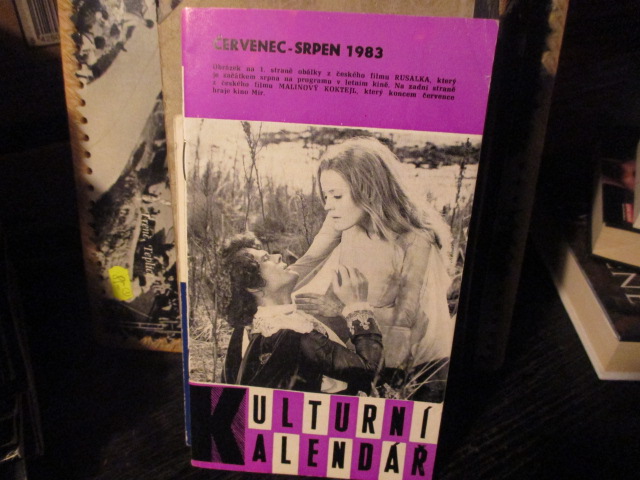 ČERVENEC-SRPEN 1983
Obrázek na 1. straně obálky z českého filmu RUSALKA, který
je začátkem srpna na programu v letním kině. Na zadní straně
z českého filmu MALINOVÝ KOKTEJL, který koncem července
hraje kino Mír.
KULTURNÍ
KALENDÁŘ